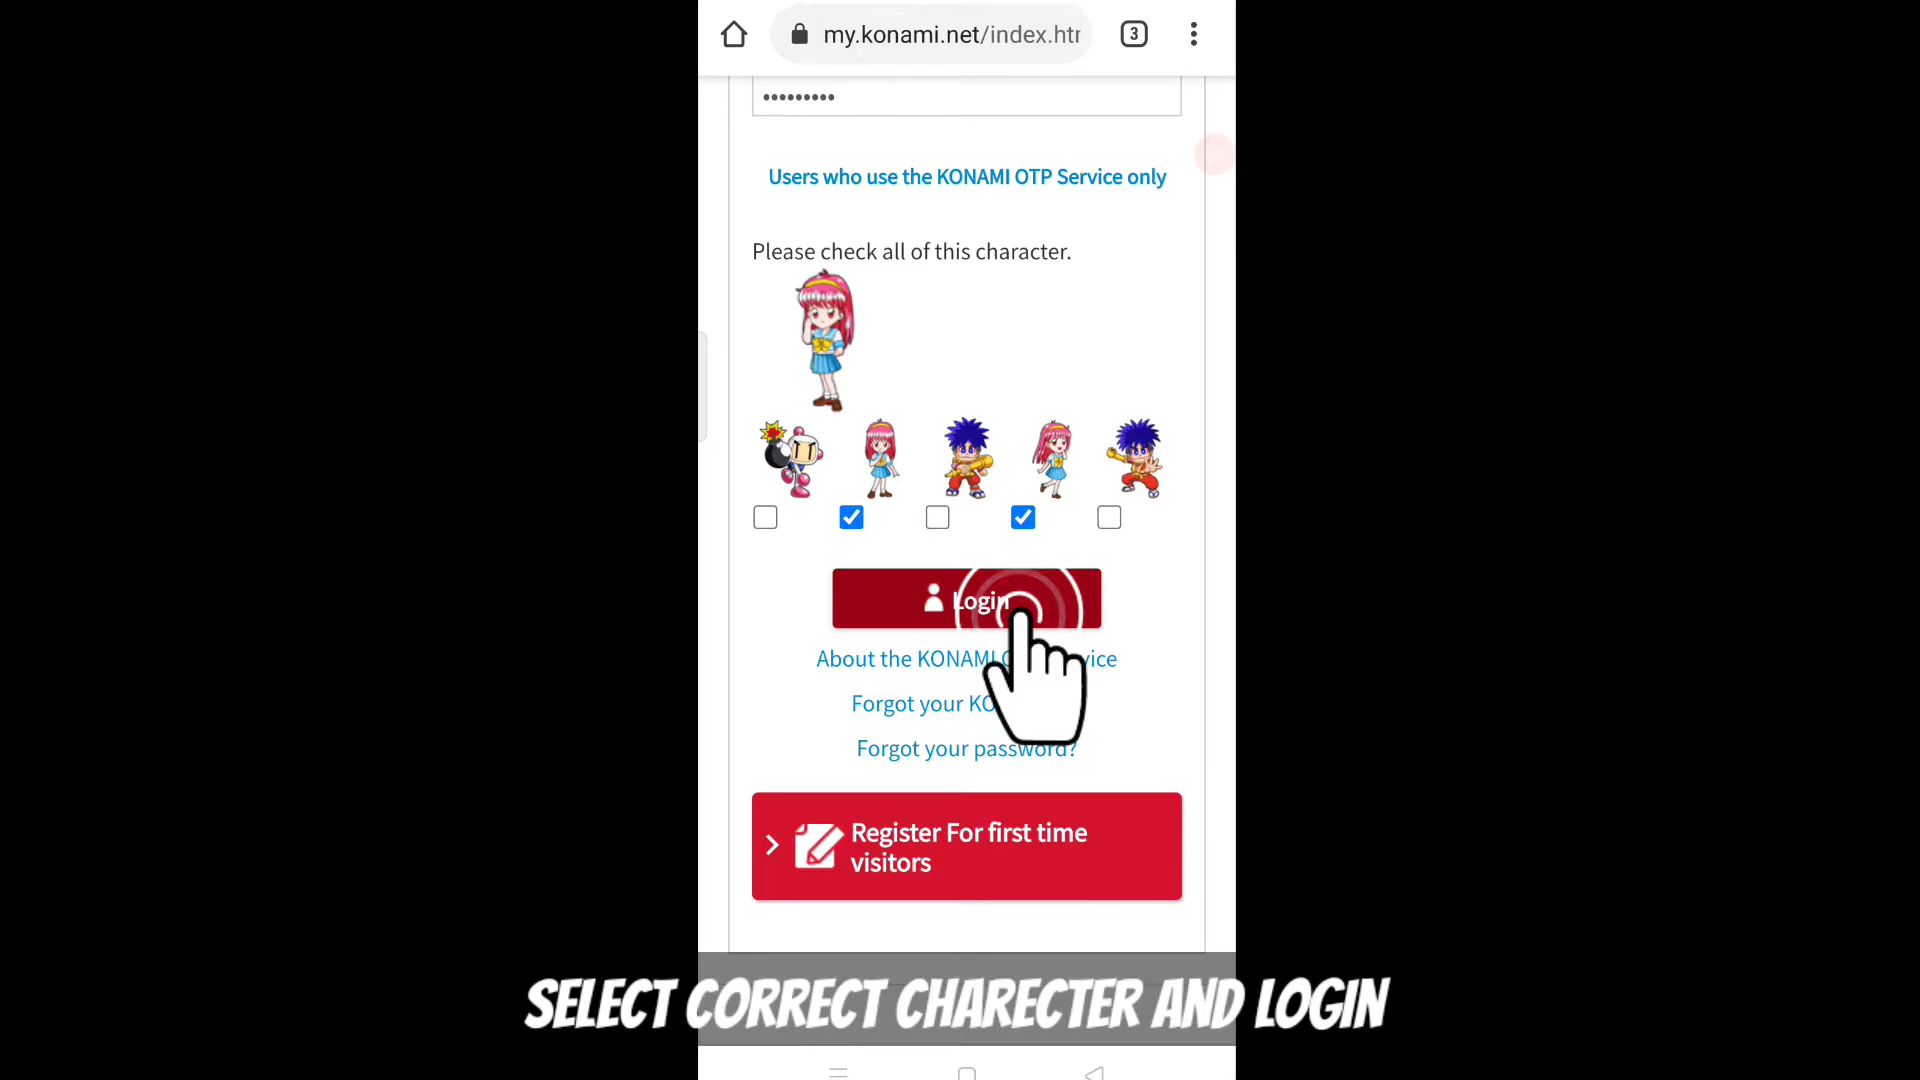 my.konami.net/index.htr
3
•••••••••
Users who use the KONAMI OTP Service only
Please check all of this character.
Login
About the KONAMI O vice
Forgot your KO
Forgot your password?
Register For first time
visitors
SELECT CORRECT CHARECTER AND LOGIN